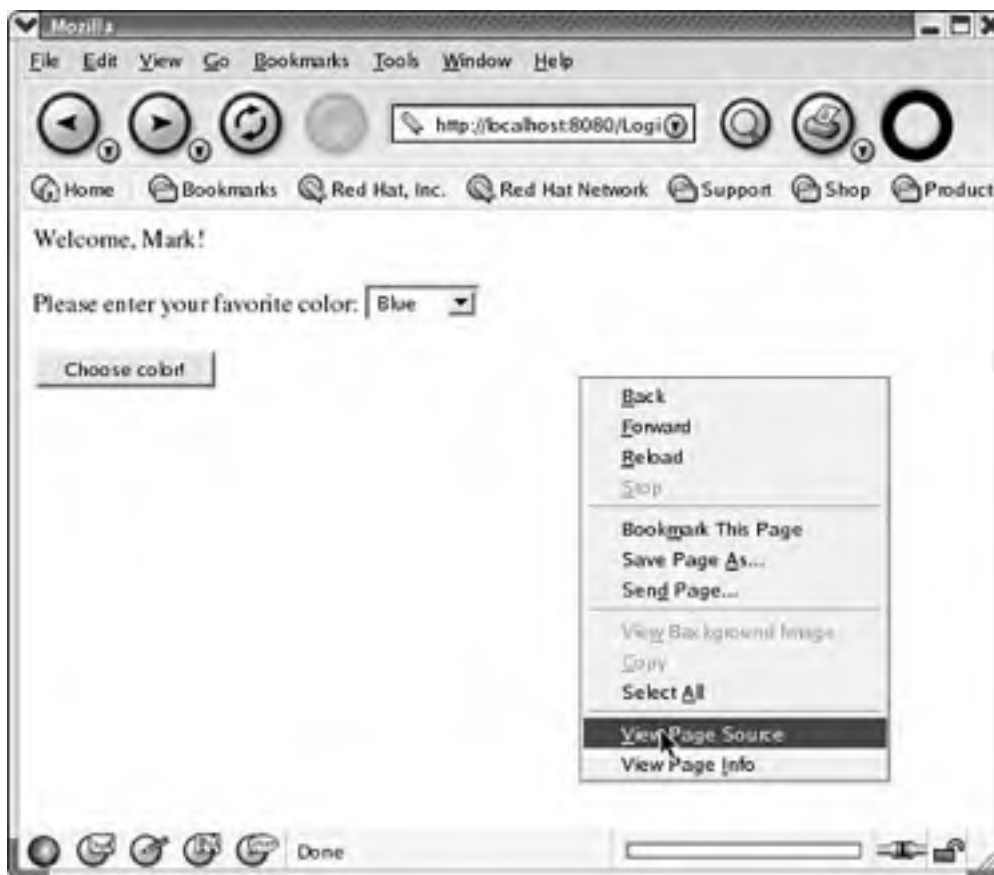 Mozilla
File Edit View Go Bookmarks Tools Window Help
http://localhost:8080/Logi
Home Bookmarks Red Hat, Inc. Red Hat Network Support Shop Product
Welcome, Mark!
Please enter your favorite color: Blue
Choose color!
Back
Forward
Reload
Stop
Bookmark This Page
Save Page As...
Send Page...
View Background Image
Copy
Select All
View Page Source
View Page Info
Done